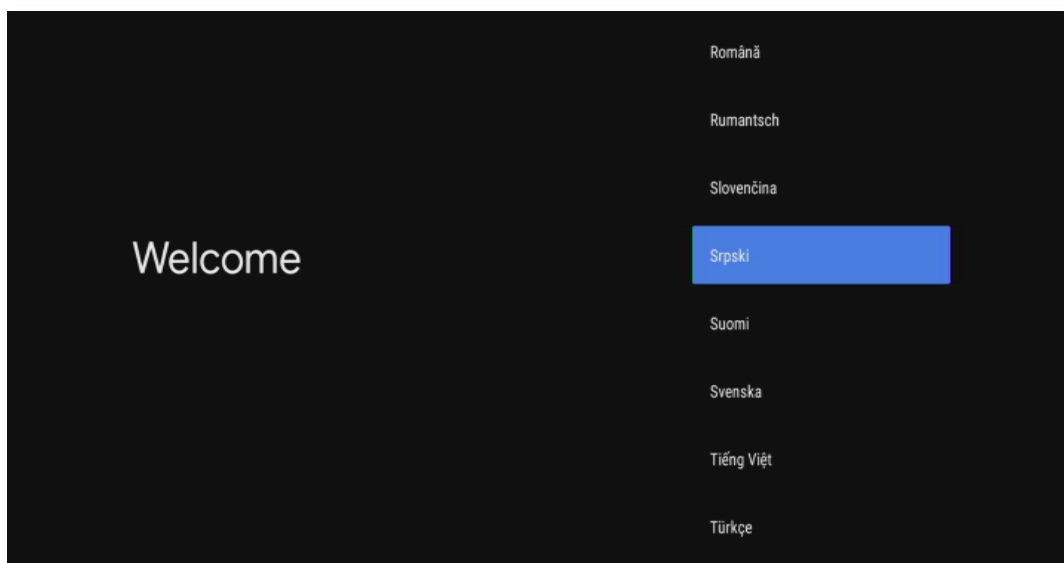 Welcome
Română
Rumantsch
Slovenčina
Srpski
Suomi
Svenska
Tiếng Việt
Türkçe